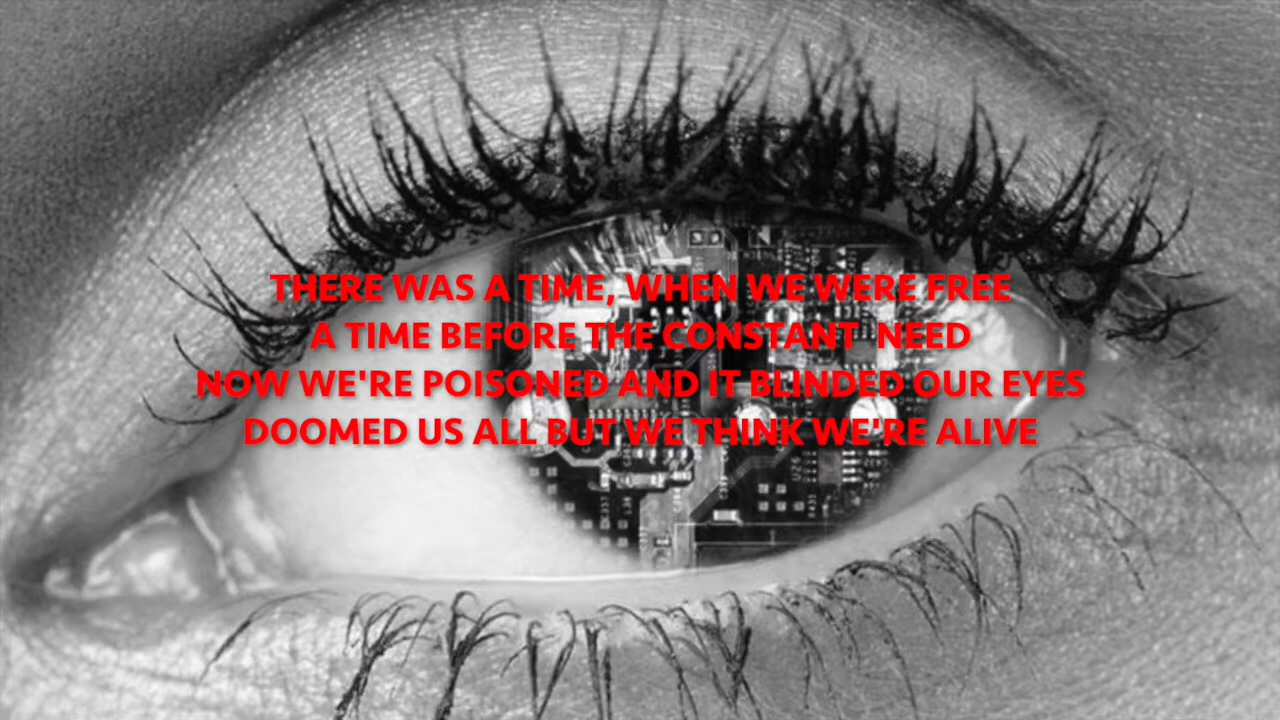 THERE WAS A TIME, WHEN WE WERE FREE
A TIME BEFORE THE CONSTANT  NEED
NOW WE'RE POISONED AND IT BLINDED OUR EYES
DOOMED US ALL BUT WE THINK WE'RE ALIVE